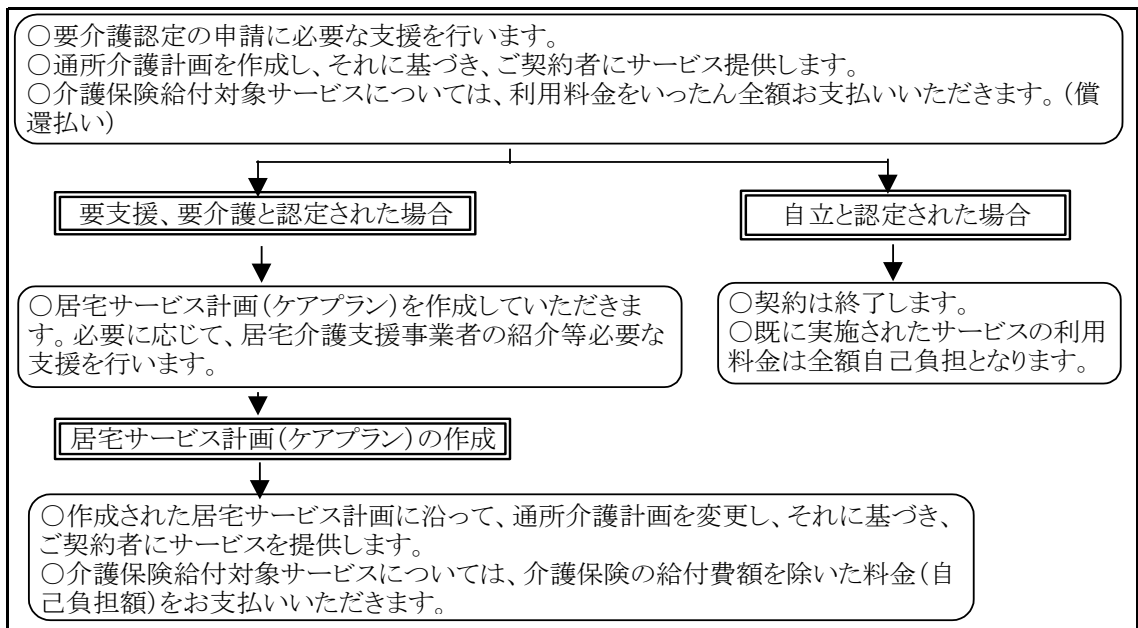 ○要介護認定の申請に必要な支援を行います。
○通所介護計画を作成し、それに基づき、ご契約者にサービス提供します。
○介護保険給付対象サービスについては、利用料金をいったん全額お支払いいただきます。(償
還払い)
要支援、要介護と認定された場合
自立と認定された場合
○居宅サービス計画(ケアプラン)を作成していただきま
す。必要に応じて、居宅介護支援事業者の紹介等必要な
支援を行います。
○契約は終了します。
○既に実施されたサービスの利用
料金は全額自己負担となります。
居宅サービス計画(ケアプラン)の作成
○作成された居宅サービス計画に沿って、通所介護計画を変更し、それに基づき、
ご契約者にサービスを提供します。
○介護保険給付対象サービスについては、介護保険の給付費額を除いた料金(自
己負担額)をお支払いいただきます。